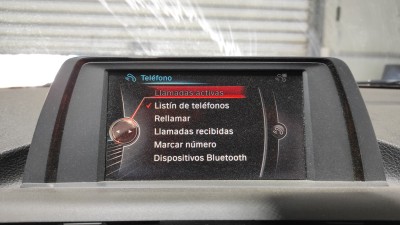 Teléfono
Llamadas activas
Listín de teléfonos
Rellamar
Llamadas recibidas
Marcar número
Dispositivos Bluetooth